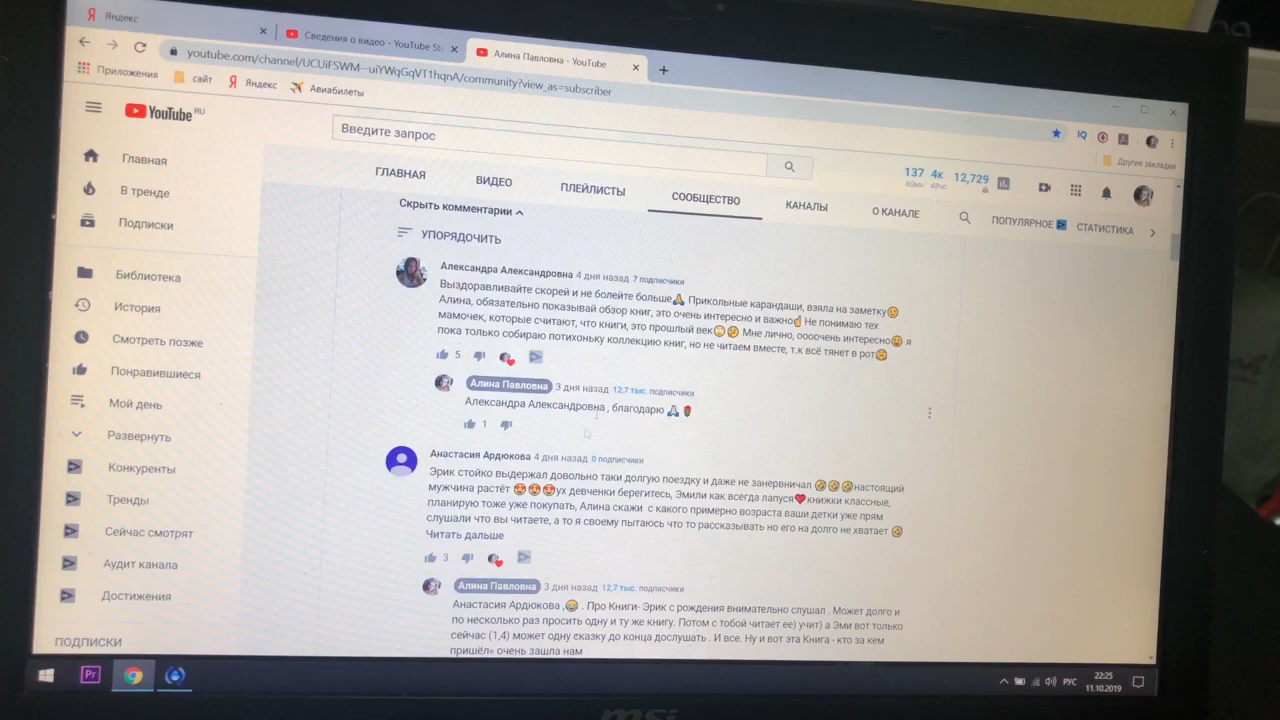 Яндекс
Сведения о видео - YouTube St
Алина Павловна - YouTube
youtube.com/channel/UCUiFSWM--uiYWqGqVT1hqnA/community?view_as=subscriber
Приложения сайт Яндекс Авиабилеты
IQ
Другие закладки
YouTube RU
Введите запрос
137 4к 12,729
60мн 48чс
Главная
В тренде
Подписки
Библиотека
История
Смотреть позже
Понравившиеся
Мой день
Развернуть
Конкуренты
Тренды
Сейчас смотрят
Аудит канала
Достижения
ПОДПИСКИ
ГЛАВНАЯ ВИДЕО ПЛЕЙЛИСТЫ СООБЩЕСТВО КАНАЛЫ О КАНАЛЕ ПОПУЛЯРНОЕ СТАТИСТИКА
Скрыть комментарии
УПОРЯДОЧИТЬ
Александра Александровна 4 дня назад 7 подписчики
Выздоравливайте скорей и не болейте больше🙏 Прикольные карандаши, взяла на заметку
Алина, обязательно показывай обзор книг, это очень интересно и важно☝ Не понимаю тех
мамочек, которые считают, что книги, это прошлый век Мне лично, оооочень интересно я
пока только собираю потихоньку коллекцию книг, но не читаем вместе, т.к всё тянет в рот
5
Алина Павловна 3 дня назад 12,7 тыс. подписчики
Александра Александровна , благодарю 🙏🌹
1
Анастасия Ардюкова 4 дня назад 0 подписчики
Эрик стойко выдержал довольно таки долгую поездку и даже не занервничал 🤣🤣🤣настоящий
мужчина растёт 😍😍😍ух девченки берегитесь, Эмили как всегда лапуся❤книжки классные,
планирую тоже уже покупать, Алина скажи с какого примерно возраста ваши детки уже прям
слушали что вы читаете, а то я своему пытаюсь что то рассказывать но его на долго не хватает 🤣
Читать дальше
3
Алина Павловна 3 дня назад 12,7 тыс. подписчики
Анастасия Ардюкова ,😂 . Про Книги- Эрик с рождения внимательно слушал . Может долго и
по несколько раз просить одну и ту же книгу. Потом с тобой читает ее) учит) а Эми вот только
сейчас (1,4) может одну сказку до конца дослушать . И все. Ну и вот эта Книга - кто за кем
пришёл» очень зашла нам
Pr
РУС
22:25
11.10.2019
msi